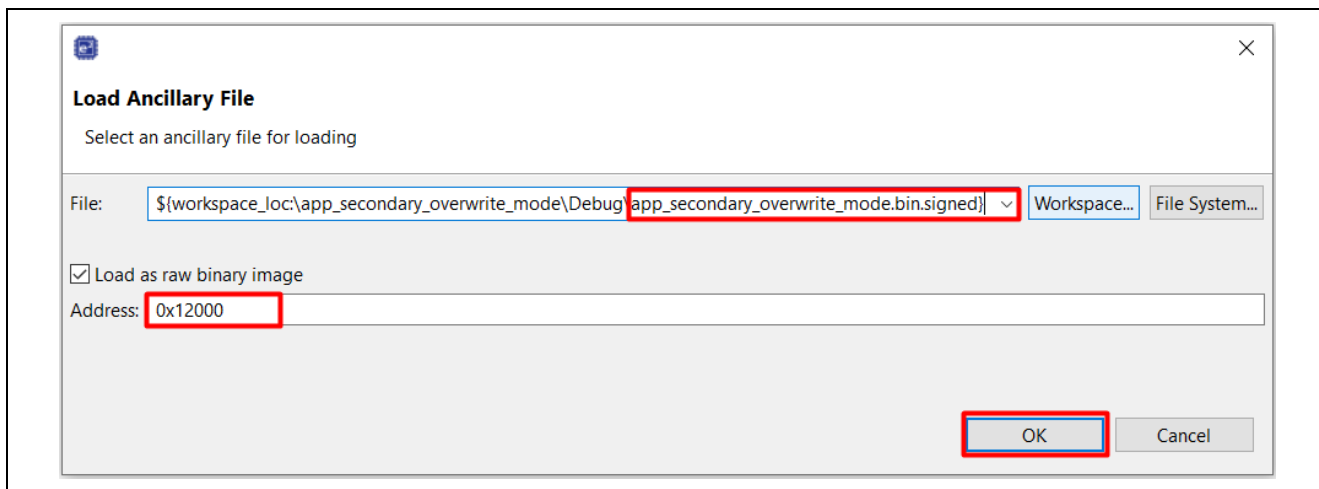 Load Ancillary File
Select an ancillary file for loading
File: ${workspace_loc:\app_secondary_overwrite_mode\Debug\app_secondary_overwrite_mode.bin.signed} Workspace... File System...
Load as raw binary image
Address: 0x12000
OK Cancel